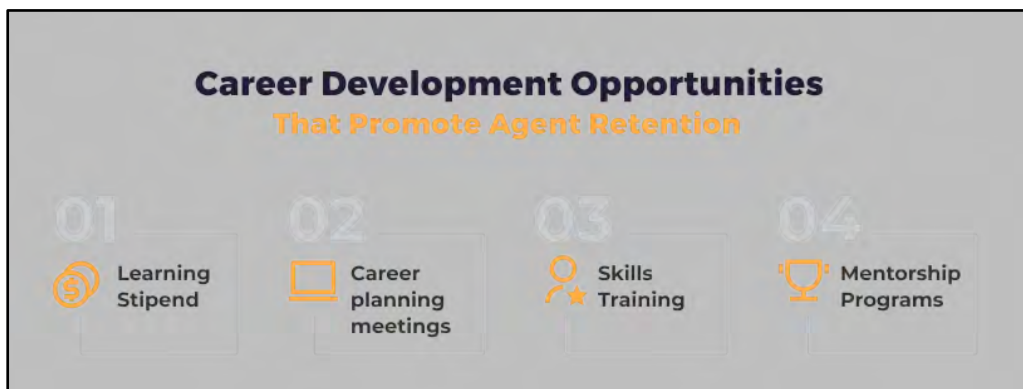 Career Development Opportunities
That Promote Agent Retention
01
Learning
Stipend
02
Career
planning
meetings
03
Skills
Training
04
Mentorship
Programs